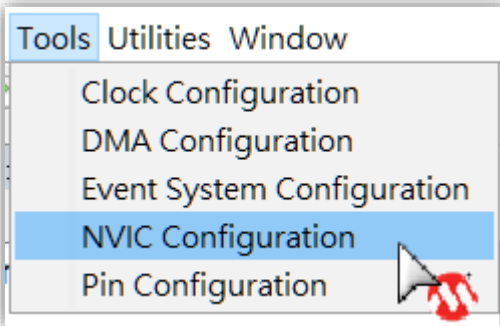 Tools Utilities Window
Clock Configuration
DMA Configuration
Event System Configuration
NVIC Configuration
Pin Configuration